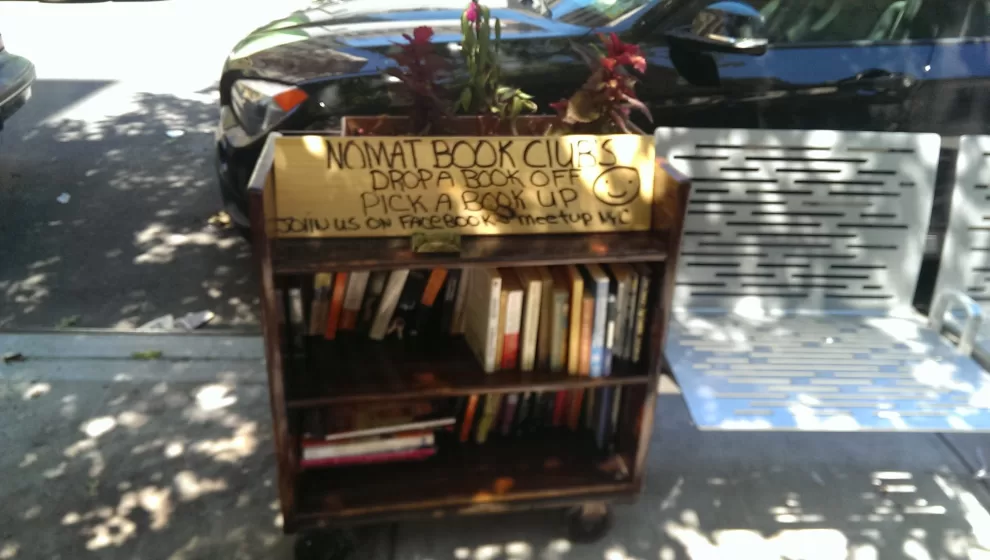 NOMAT BOOK ClUBS
DROP A BOOK OFF
PICK A BOOK UP
JOIN US ON FACEBOOK & meetup NYC